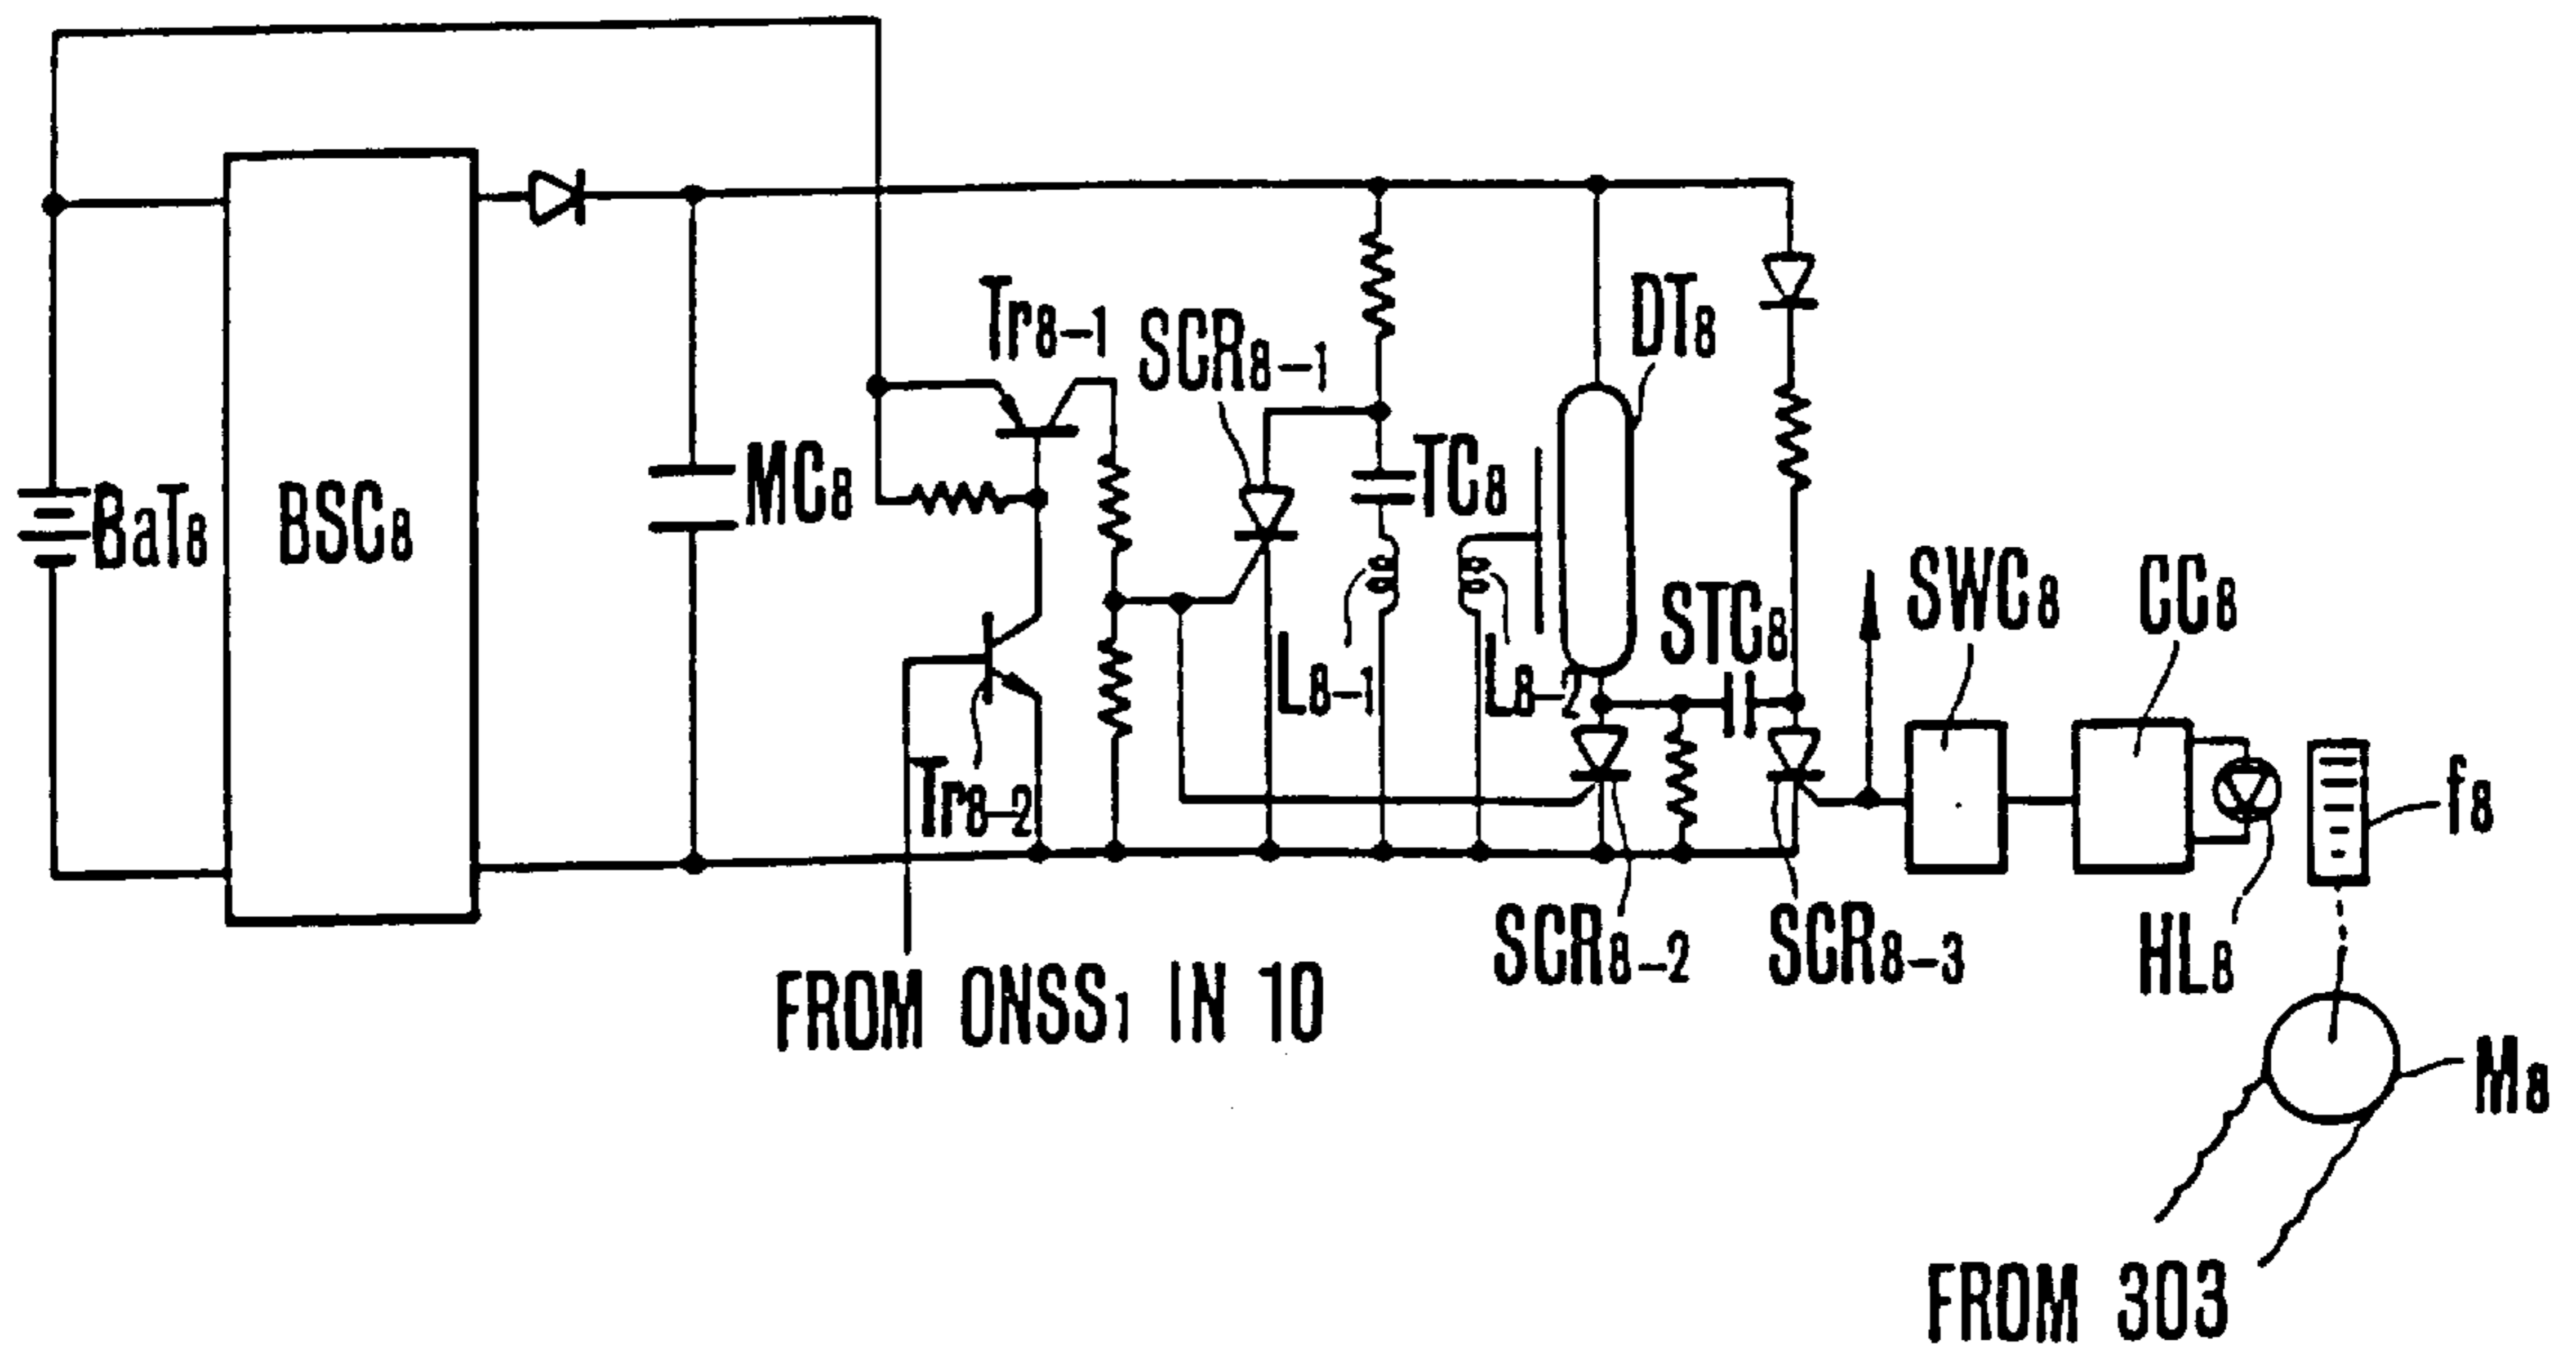 Tr8-1
SCR8-1
DT8
BaT8
BSC8
MC8
TC8
SWC8
CC8
STC8
L8-1
L8-2
Tr8-2
f8
SCR8-2
SCR8-3
HL8
FROM ONSS1 IN 10
M8
FROM 303